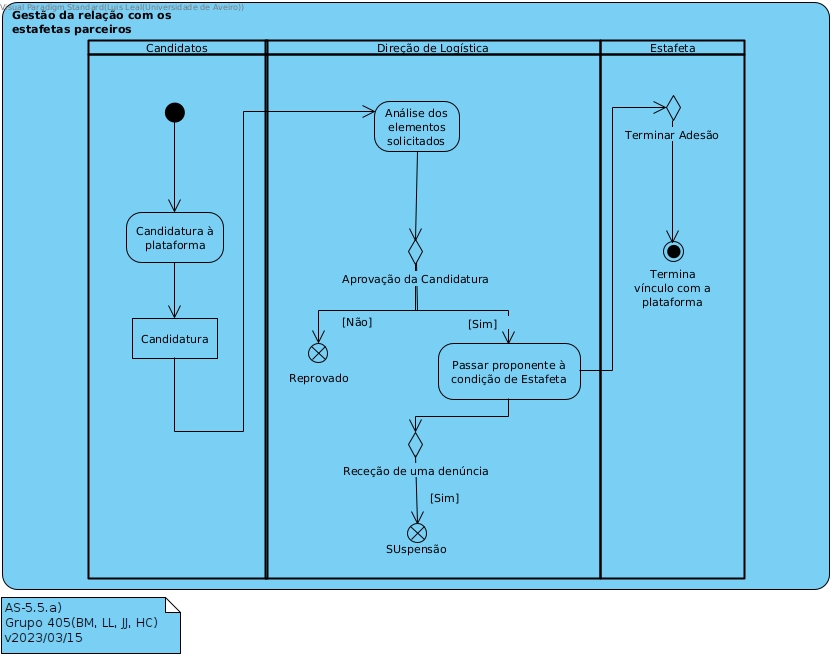 Visual Paradigm Standard(Luís Leal(Universidade de Aveiro))
Gestão da relação com os
estafetas parceiros
Candidatos
Direção de Logística
Estafeta
Análise dos
elementos
solicitados
Terminar Adesão
Candidatura à
plataforma
Aprovação da Candidatura
Termina
vínculo com a
plataforma
[Não]
[Sim]
Candidatura
Reprovado
Passar proponente à
condição de Estafeta
Receção de uma denúncia
[Sim]
SUspensão
AS-5.5.a)
Grupo 405(BM, LL, JJ, HC)
v2023/03/15